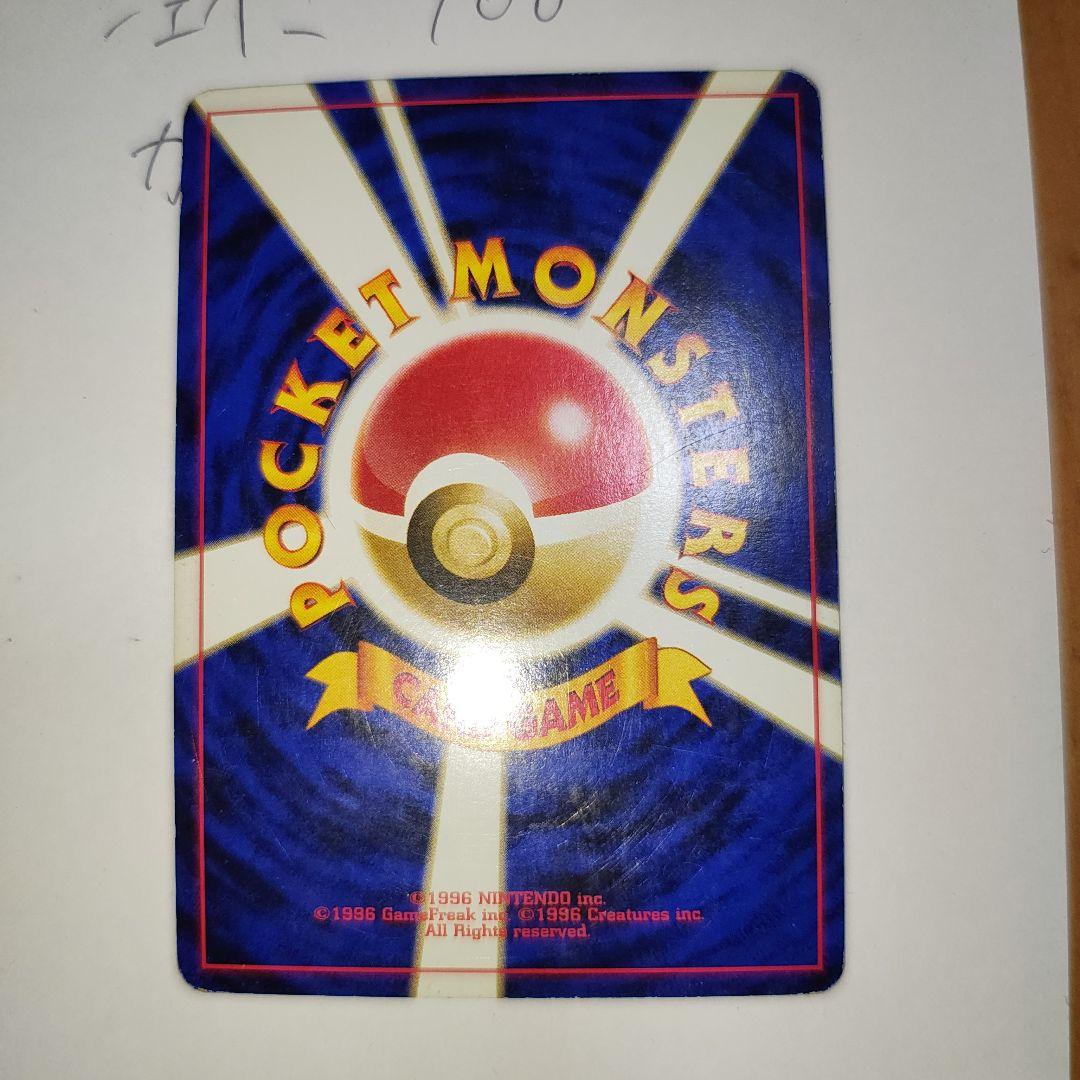 POCKET MONSTERS
CARD GAME
©1996 NINTENDO inc.
©1996 GameFreak inc. ©1996 Creatures inc.
All Rights reserved.